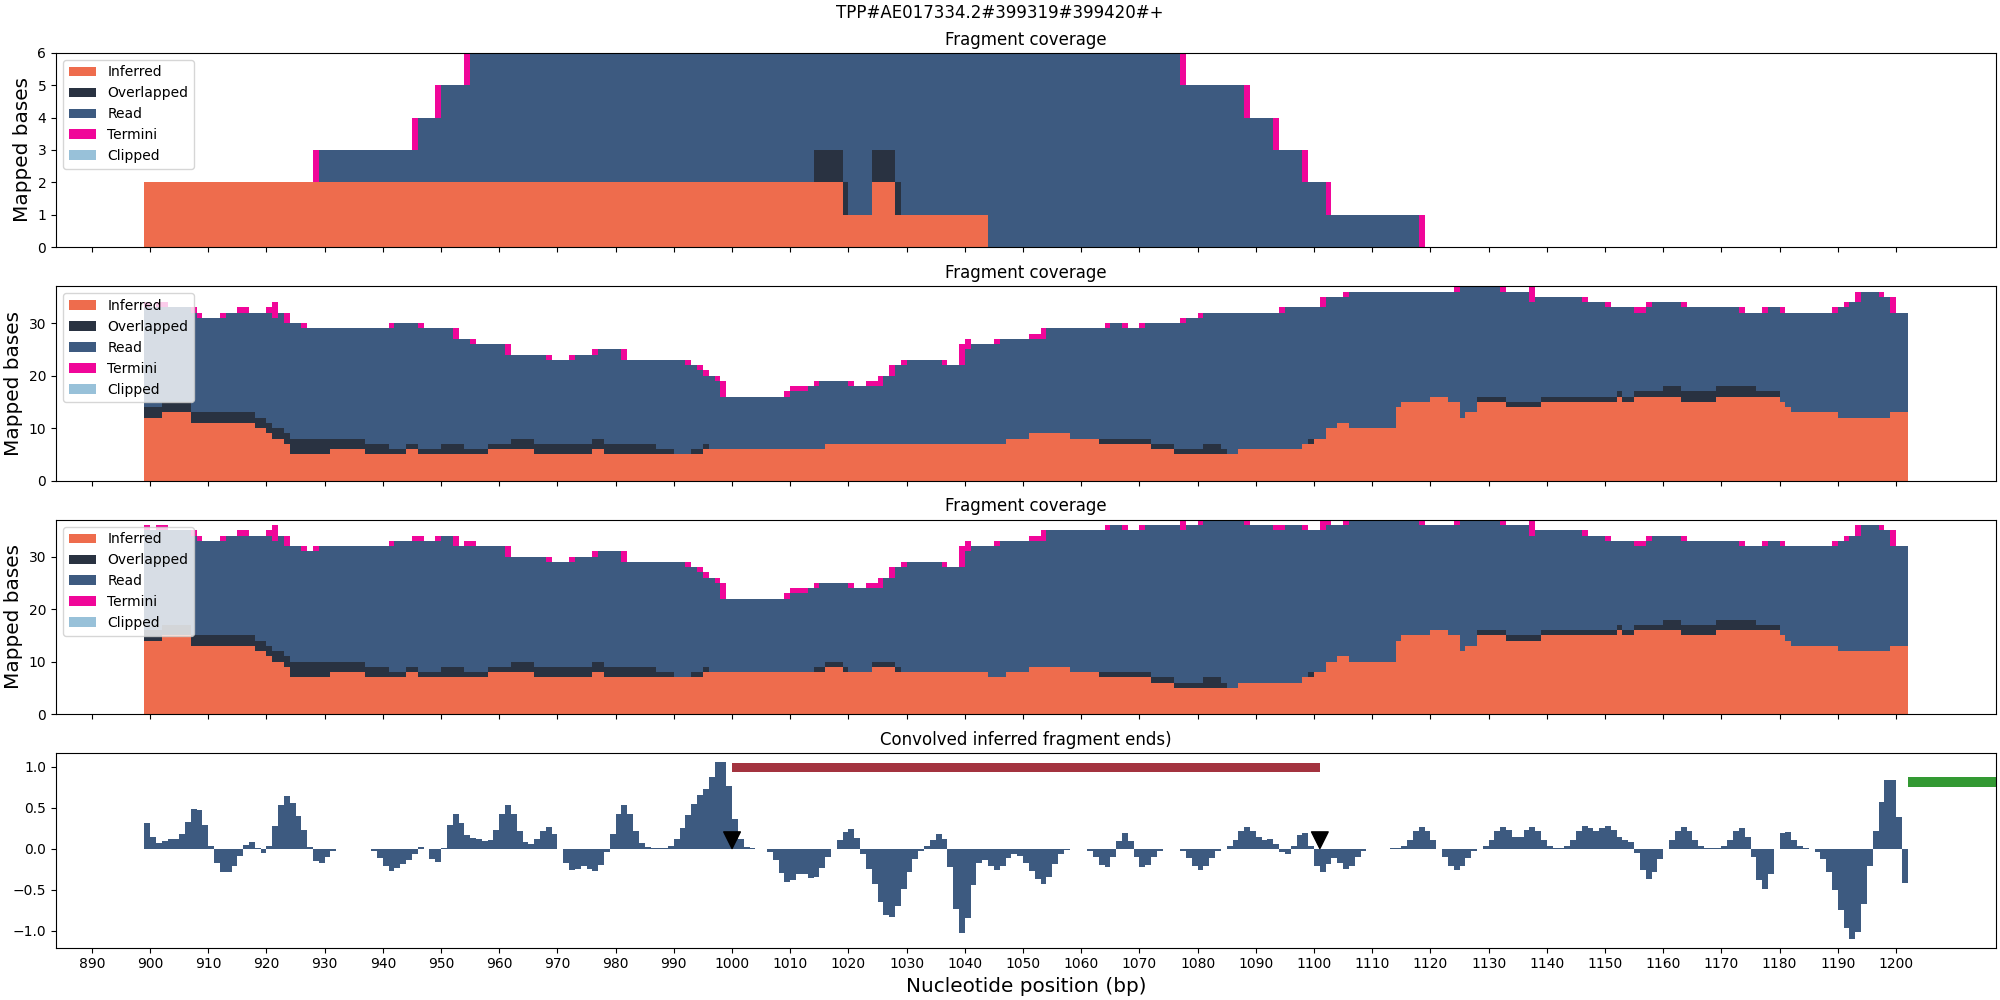 TPP#AE017334.2#399319#399420#+
Fragment coverage
Mapped bases
6
5
4
3
2
1
0
Inferred
Overlapped
Read
Termini
Clipped
Fragment coverage
Mapped bases
30
20
10
0
Inferred
Overlapped
Read
Termini
Clipped
Fragment coverage
Mapped bases
30
20
10
0
Inferred
Overlapped
Read
Termini
Clipped
Convolved inferred fragment ends)
1.0
0.5
0.0
−0.5
−1.0
890 900 910 920 930 940 950 960 970 980 990 1000 1010 1020 1030 1040 1050 1060 1070 1080 1090 1100 1110 1120 1130 1140 1150 1160 1170 1180 1190 1200
Nucleotide position (bp)